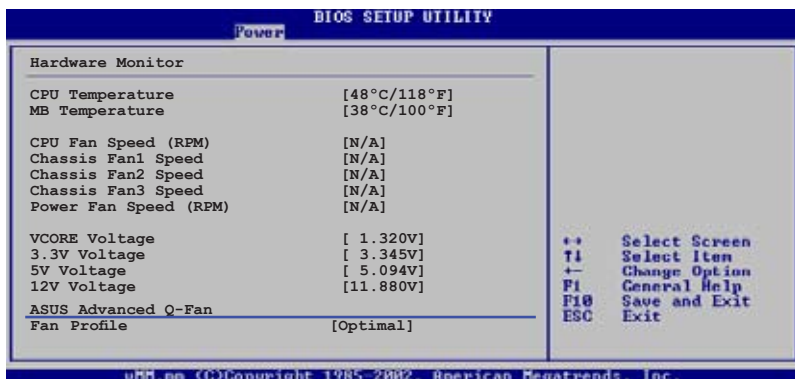 BIOS SETUP UTILITY
Power
Hardware Monitor
CPU Temperature [48°C/118°F]
MB Temperature [38°C/100°F]
CPU Fan Speed (RPM) [N/A]
Chassis Fan1 Speed [N/A]
Chassis Fan2 Speed [N/A]
Chassis Fan3 Speed [N/A]
Power Fan Speed (RPM) [N/A]
VCORE Voltage [ 1.320V]
3.3V Voltage [ 3.345V]
5V Voltage [ 5.094V]
12V Voltage [11.880V]
ASUS Advanced Q-Fan
Fan Profile [Optimal]
←→ Select Screen
↑↓ Select Item
+- Change Option
F1 General Help
F10 Save and Exit
ESC Exit
(C)Copyright 1985-2002, American Megatrends, Inc.